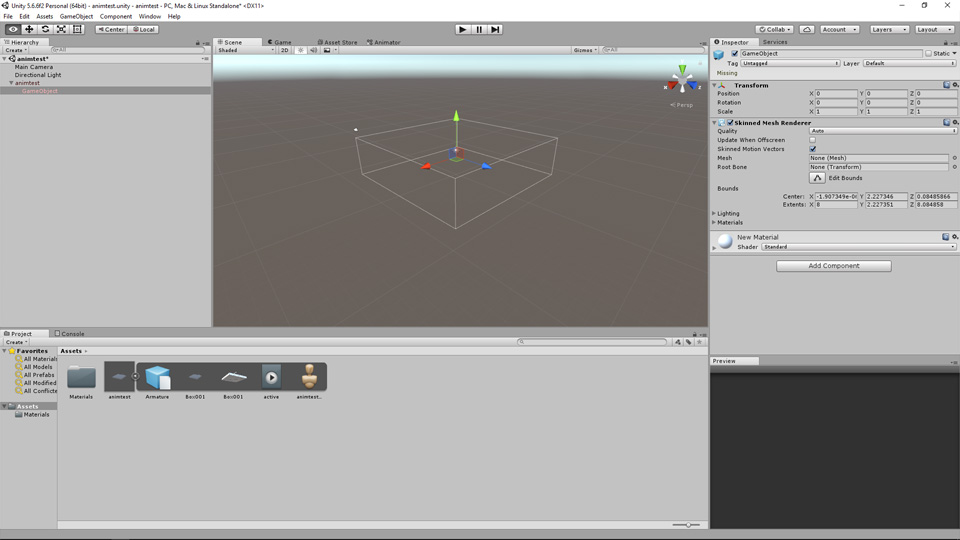 Unity 5.6.6f2 Personal (64bit) - animtest.unity - animtest - PC, Mac & Linux Standalone* <DX11>
File Edit Assets GameObject Component Window Help
Center Local Collab Account Layers Layout
Hierarchy
Create All
animtest*
Main Camera
Directional Light
animtest
GameObject
Scene Game Asset Store Animator
Shaded 2D Gizmos All
x z
Persp
Inspector Services
GameObject Static
Tag Untagged Layer Default
Missing
Transform
Position X 0 Y 0 Z 0
Rotation X 0 Y 0 Z 0
Scale X 1 Y 1 Z 1
Skinned Mesh Renderer
Quality Auto
Update When Offscreen
Skinned Motion Vectors
Mesh None (Mesh)
Root Bone None (Transform)
Edit Bounds
Bounds
Center: X -1.907349e-0 Y 2.227346 Z 0.08485866
Extents: X 8 Y 2.227351 Z 8.084858
Lighting
Materials
New Material
Shader Standard
Add Component
Preview
Project Console
Create
Favorites
All Material
All Models
All Prefabs
All Modified
All Conflicts
Assets
Materials
Assets
Materials animtest Armature Box001 Box001 active animtest..